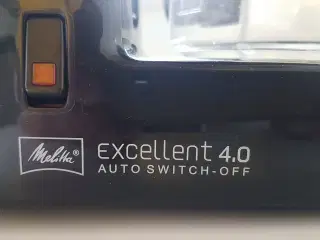 Melitta® Excellent 4.0
AUTO SWITCH-OFF